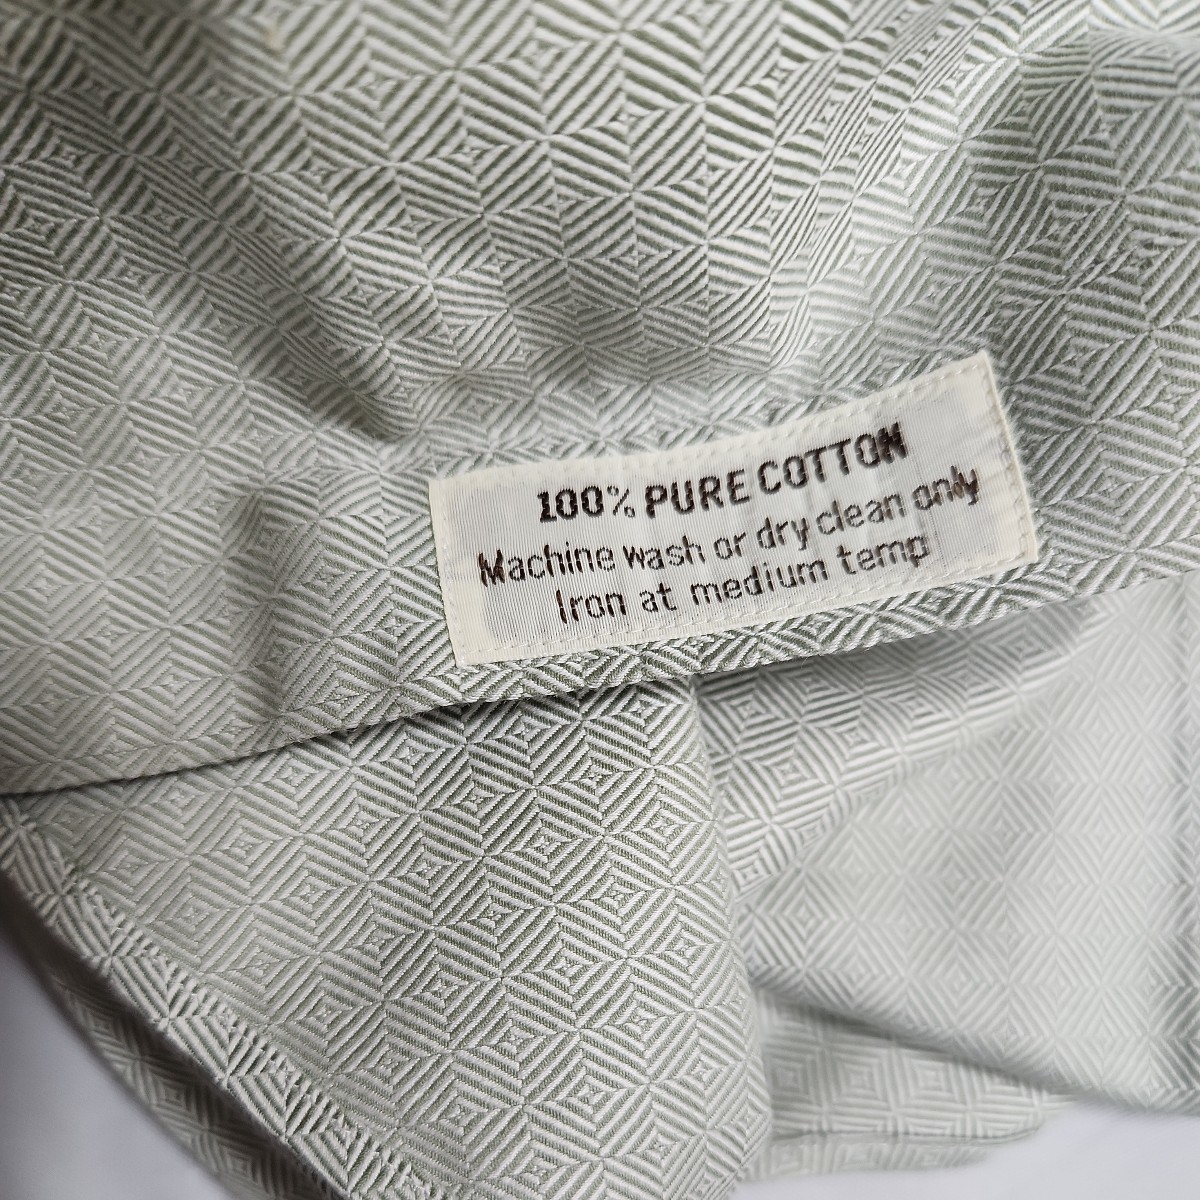 100% PURE COTTON
Machine wash or dry clean only
Iron at medium temp